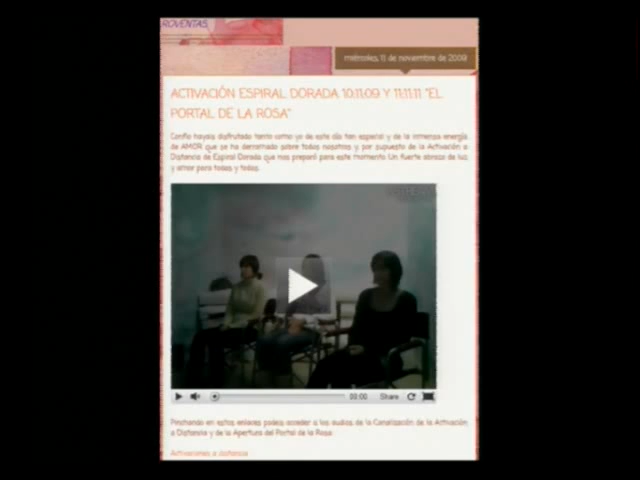 ROVENTAS
miércoles, 11 de noviembre de 2009
ACTIVACIÓN ESPIRAL DORADA 10.11.09 Y 11.11.11 "EL
PORTAL DE LA ROSA"
Confío hayais disfrutado tanto como yo de este día tan especial y de la inmensa energía
de AMOR que se ha derramado sobre todos nosotros y por supuesto de la Activación a
Distancia de Espiral Dorada que nos preparó para este momento. Un fuerte abrazo de luz
y amor para todas y todos.
00:00 Share
Pinchando en estos enlaces podeis acceder a los audios de la Canalización de la Activación
a Distancia y de la Apertura del Portal de la Rosa:
Activaciones a distancia